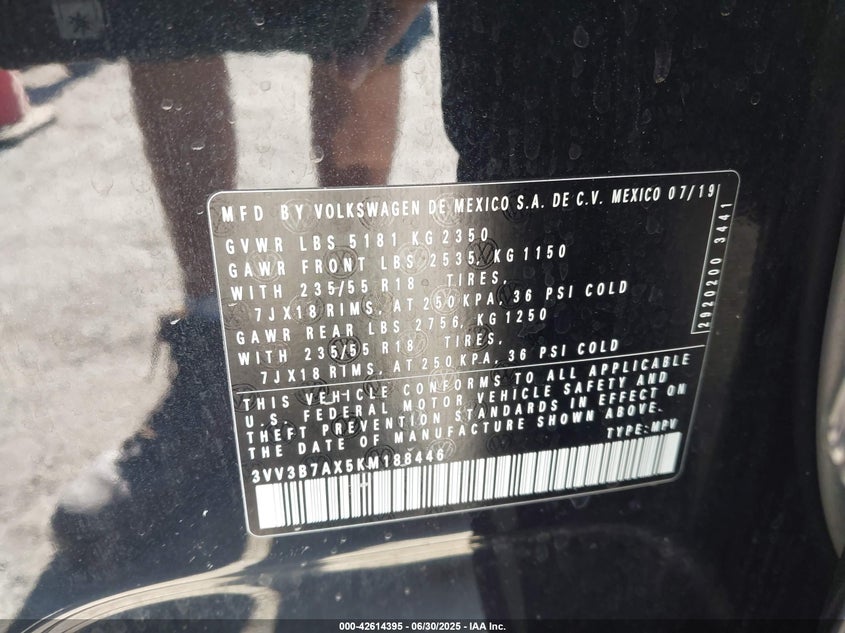 MFD BY VOLKSWAGEN DE MEXICO S.A. DE C.V. MEXICO 07/19
GVWR LBS 5181 KG 2350
GAWR FRONT LBS 2535, KG 1150
WITH 235/55 R18 TIRES,
7JX18 RIMS, AT 250 KPA, 36 PSI COLD
GAWR REAR LBS 2756, KG 1250
WITH 235/55 R18 TIRES,
7JX18 RIMS, AT 250 KPA, 36 PSI COLD
2920200 3441
THIS VEHICLE CONFORMS TO ALL APPLICABLE
U.S. FEDERAL MOTOR VEHICLE SAFETY AND
THEFT PREVENTION STANDARDS IN EFFECT ON
THE DATE OF MANUFACTURE SHOWN ABOVE.
TYPE: MPV
3VV3B7AX5KM188446
000-42614395 - 06/30/2025 - IAA Inc.